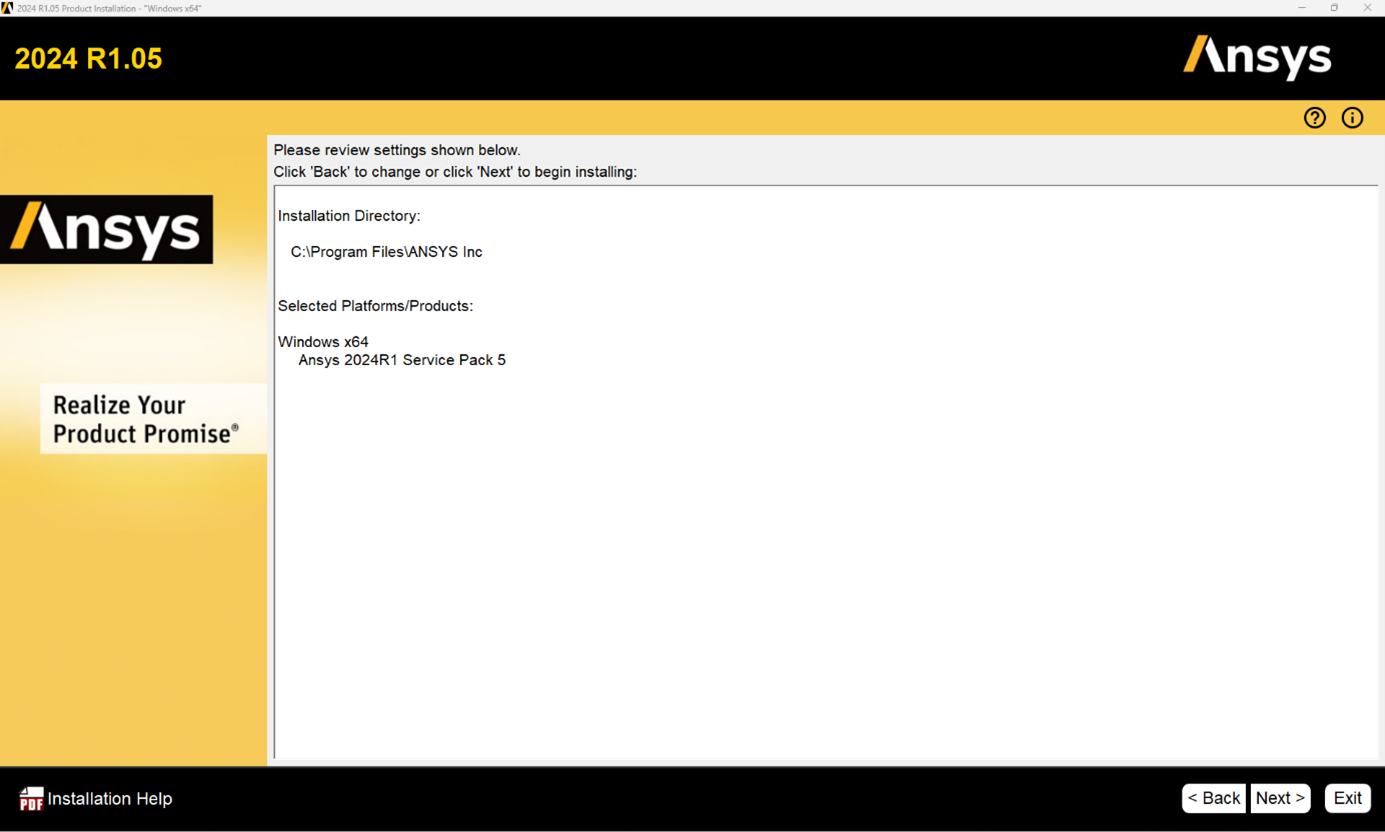 2024 R1.05 Product Installation - "Windows x64"
2024 R1.05
Ansys
Please review settings shown below.
Click 'Back' to change or click 'Next' to begin installing:
Ansys
Installation Directory:
C:\Program Files\ANSYS Inc
Selected Platforms/Products:
Windows x64
Ansys 2024R1 Service Pack 5
Realize Your
Product Promise®
PDF Installation Help
< Back Next > Exit